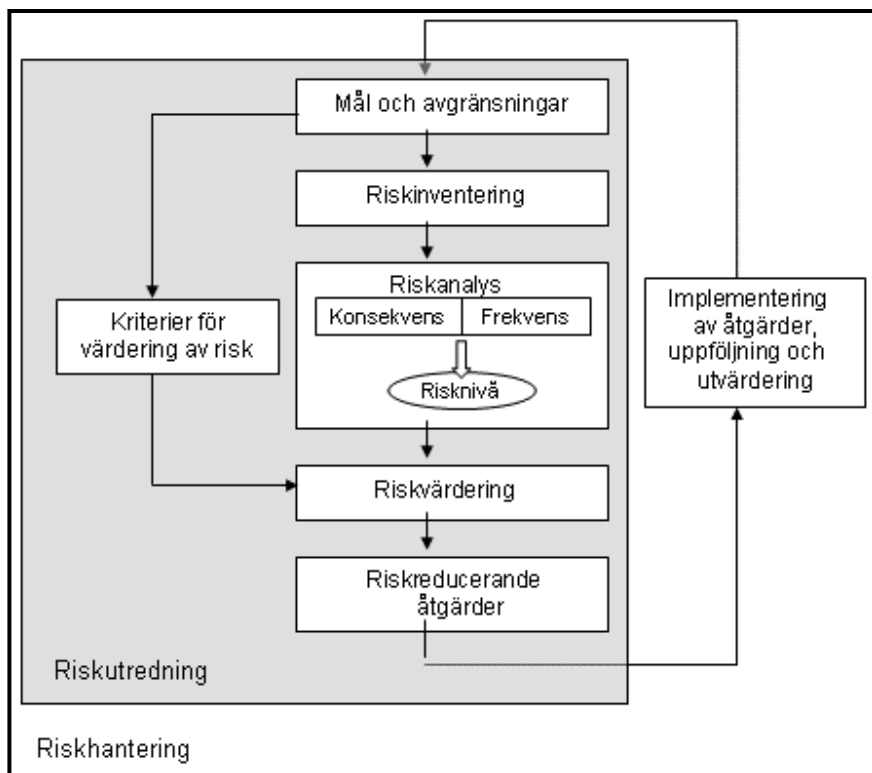 Mål och avgränsningar
Riskinventering
Riskanalys
Konsekvens Frekvens
Risknivå
Kriterier för
värdering av risk
Implementering
av åtgärder,
uppföljning och
utvärdering
Riskvärdering
Riskreducerande
åtgärder
Riskutredning
Riskhantering